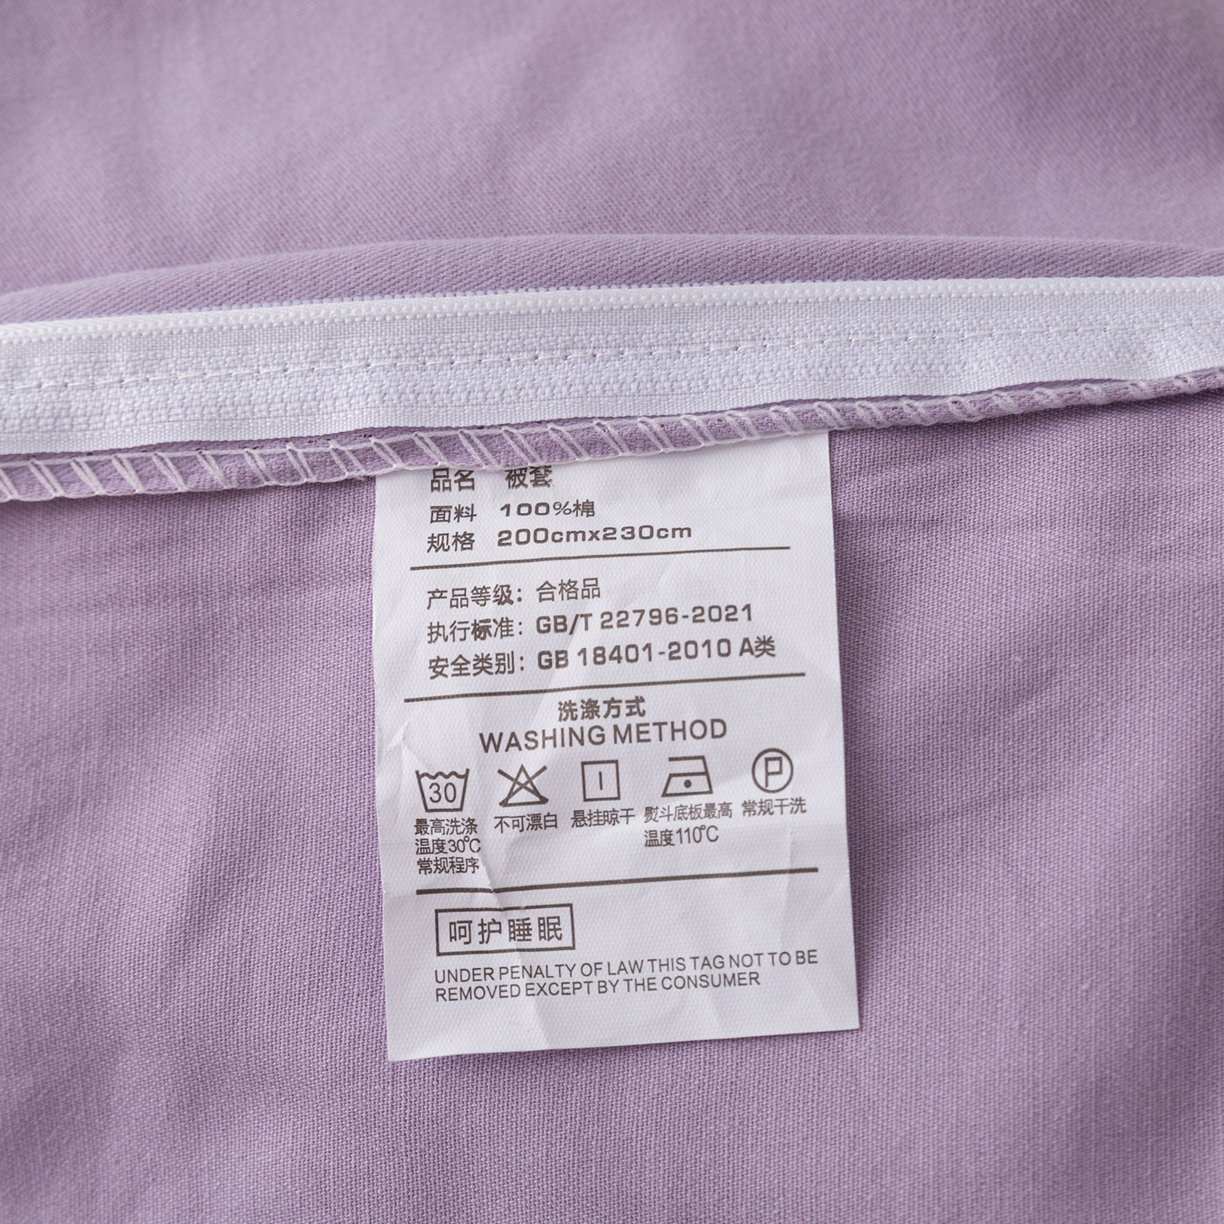 品名 被套
面料 100%棉
规格 200cmx230cm
产品等级：合格品
执行标准：GB/T 22796-2021
安全类别：GB 18401-2010 A类
洗涤方式
WASHING METHOD
30 P
最高洗涤温度30℃常规程序
不可漂白
悬挂晾干
熨斗底板最高温度110℃
常规干洗
呵护睡眠
UNDER PENALTY OF LAW THIS TAG NOT TO BE
REMOVED EXCEPT BY THE CONSUMER